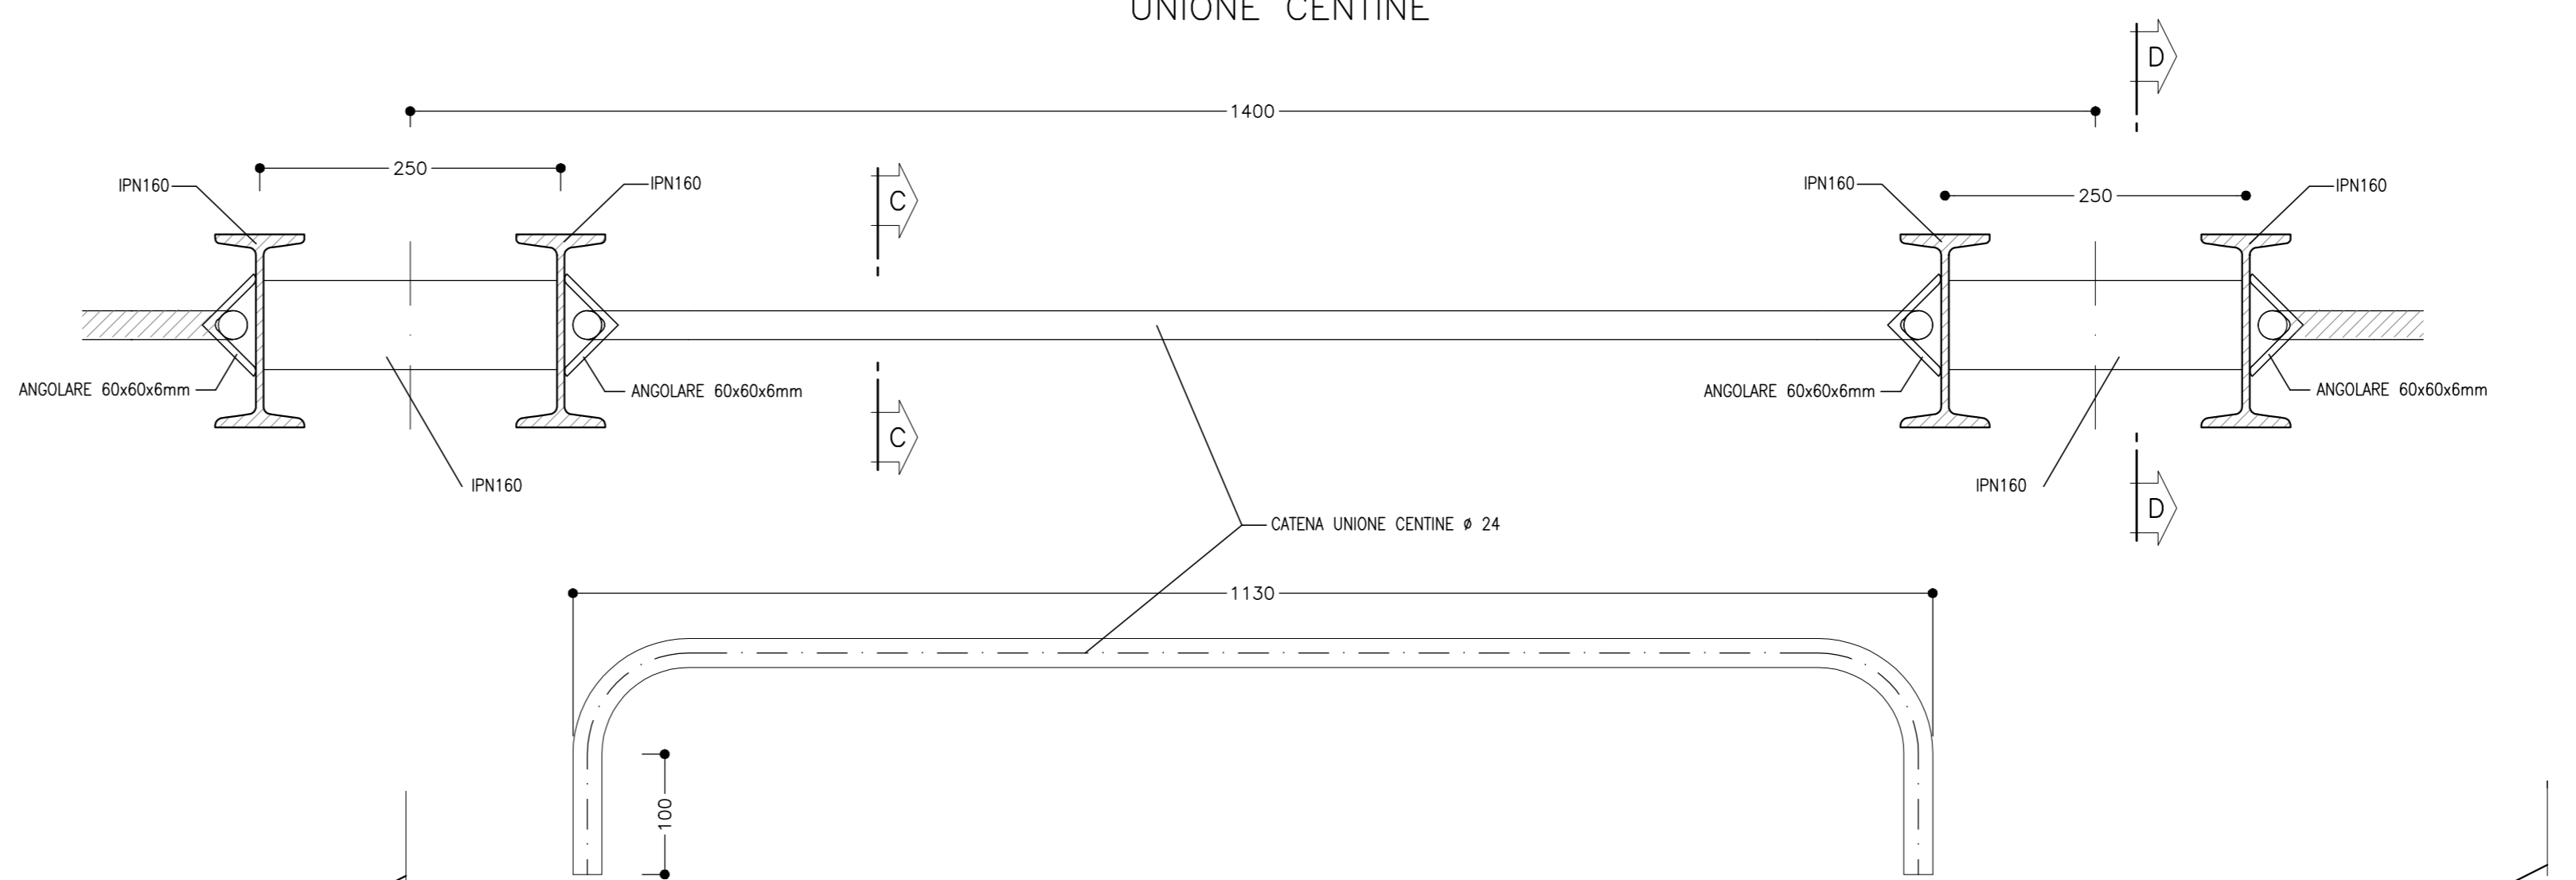 UNIONE CENTINE
D
1400
250
IPN160
IPN160
C
IPN160
250
IPN160
ANGOLARE 60x60x6mm
ANGOLARE 60x60x6mm
ANGOLARE 60x60x6mm
ANGOLARE 60x60x6mm
C
IPN160
IPN160
D
CATENA UNIONE CENTINE ø 24
1130
100